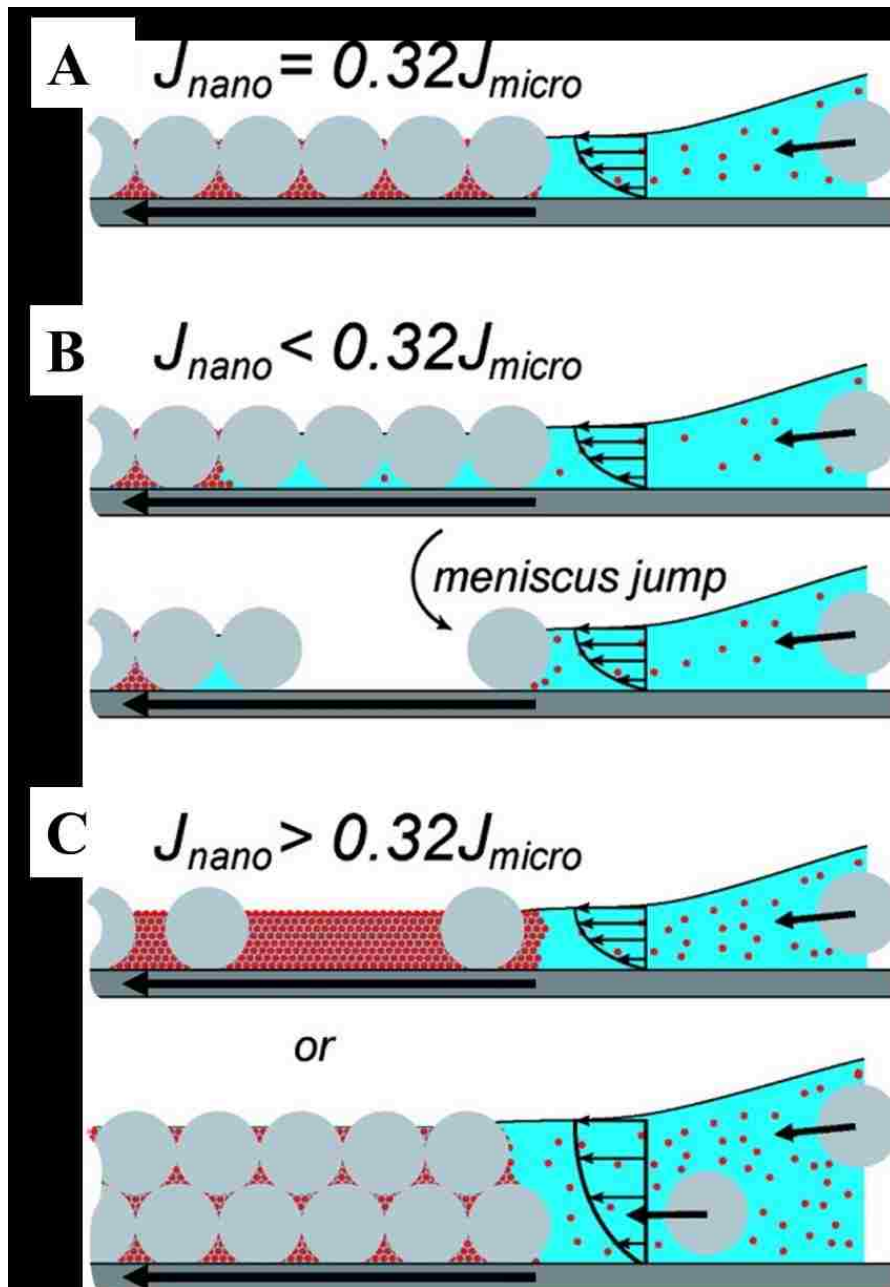 A
J_nano = 0.32J_micro
B
J_nano < 0.32J_micro
meniscus jump
C
J_nano > 0.32J_micro
or